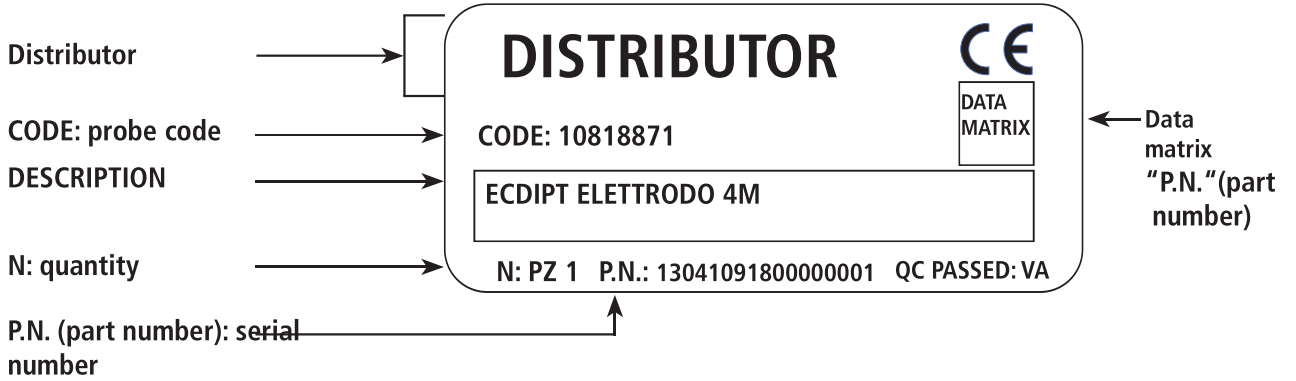 Distributor
CODE: probe code
DESCRIPTION
N: quantity
P.N. (part number): serial
number
DISTRIBUTOR
CE
DATA
MATRIX
CODE: 10818871
ECDIPT ELETTRODO 4M
N: PZ 1 P.N.: 13041091800000001 QC PASSED: VA
Data
matrix
"P.N."(part
number)